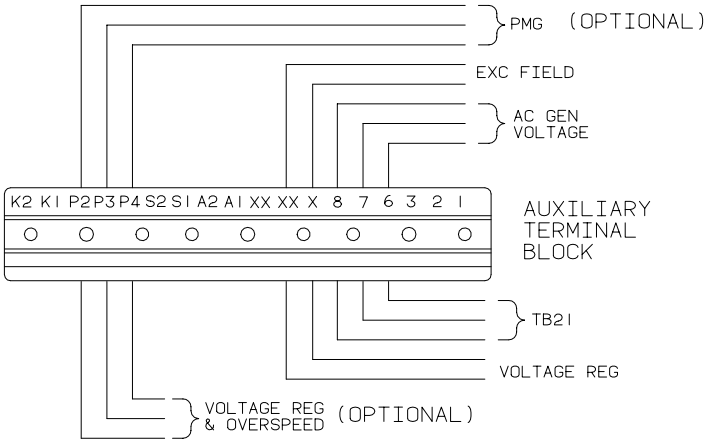 PMG (OPTIONAL)
EXC FIELD
AC GEN
VOLTAGE
K2 K1 P2 P3 P4 S2 S1 A2 A1 XX XX X 8 7 6 3 2 1
AUXILIARY
TERMINAL
BLOCK
TB21
VOLTAGE REG
VOLTAGE REG
& OVERSPEED (OPTIONAL)